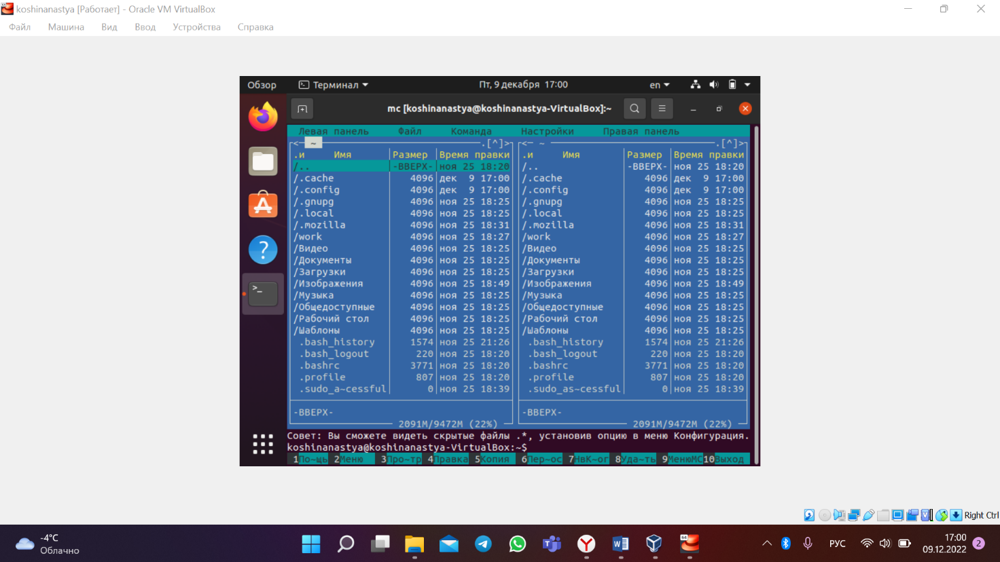 koshinanastya [Работает] - Oracle VM VirtualBox
Файл Машина Вид Ввод Устройства Справка
Обзор Терминал Пт, 9 декабря 17:00 en
mc [koshinanastya@koshinanastya-VirtualBox]:~
Левая панель Файл Команда Настройки Правая панель
<─ ~ .[^]> <─ ~ .[^]>
.и Имя Размер Время правки .и Имя Размер Время правки
/.. -ВВЕРХ- ноя 25 18:20 /.. -ВВЕРХ- ноя 25 18:20
/.cache 4096 дек 9 17:00 /.cache 4096 дек 9 17:00
/.config 4096 дек 9 17:00 /.config 4096 дек 9 17:00
/.gnupg 4096 ноя 25 18:25 /.gnupg 4096 ноя 25 18:25
/.local 4096 ноя 25 18:25 /.local 4096 ноя 25 18:25
/.mozilla 4096 ноя 25 18:31 /.mozilla 4096 ноя 25 18:31
/work 4096 ноя 25 18:27 /work 4096 ноя 25 18:27
/Видео 4096 ноя 25 18:25 /Видео 4096 ноя 25 18:25
/Документы 4096 ноя 25 18:25 /Документы 4096 ноя 25 18:25
/Загрузки 4096 ноя 25 18:25 /Загрузки 4096 ноя 25 18:25
/Изображения 4096 ноя 25 18:49 /Изображения 4096 ноя 25 18:49
/Музыка 4096 ноя 25 18:25 /Музыка 4096 ноя 25 18:25
/Общедоступные 4096 ноя 25 18:25 /Общедоступные 4096 ноя 25 18:25
/Рабочий стол 4096 ноя 25 18:25 /Рабочий стол 4096 ноя 25 18:25
/Шаблоны 4096 ноя 25 18:25 /Шаблоны 4096 ноя 25 18:25
.bash_history 1574 ноя 25 21:26 .bash_history 1574 ноя 25 21:26
.bash_logout 220 ноя 25 18:20 .bash_logout 220 ноя 25 18:20
.bashrc 3771 ноя 25 18:20 .bashrc 3771 ноя 25 18:20
.profile 807 ноя 25 18:20 .profile 807 ноя 25 18:20
.sudo_a~cessful 0 ноя 25 18:39 .sudo_as~cessful 0 ноя 25 18:39
-ВВЕРХ- -ВВЕРХ-
2091M/9472M (22%) 2091M/9472M (22%)
Совет: Вы сможете видеть скрытые файлы .*, установив опцию в меню Конфигурация.
koshinanastya@koshinanastya-VirtualBox:~$
1По~щь 2Меню 3Про~тр 4Правка 5Копия 6Пер~ос 7НвК~ог 8Уда~ть 9МенюMC 10Выход
Right Ctrl
-4°C
Облачно
РУС
17:00
09.12.2022
2